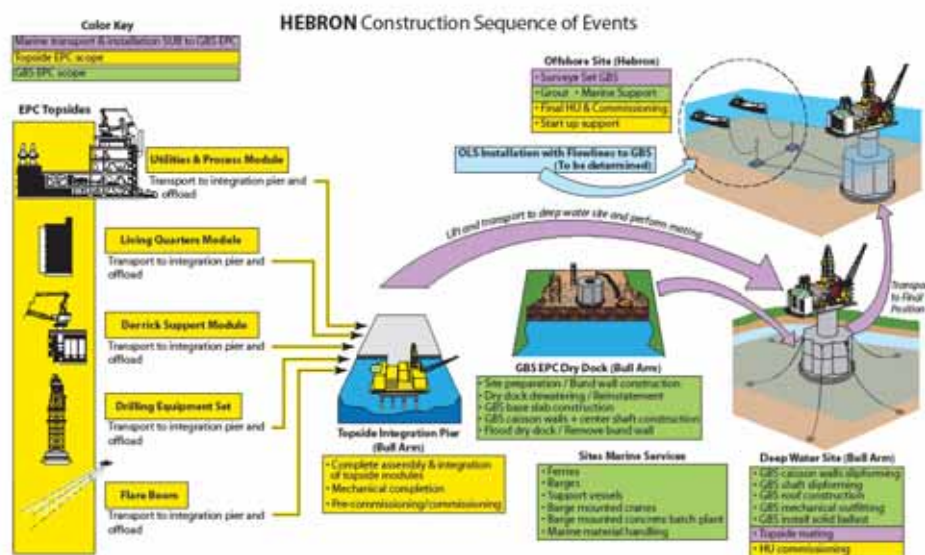 HEBRON Construction Sequence of Events
Color Key
Marine transport & installation SUB to GBS EPC
Topside EPC scope
GBS EPC scope
EPC Topsides
Utilities & Process Module
Transport to integration pier and
offload
Living Quarters Module
Transport to integration pier and
offload
Derrick Support Module
Transport to integration pier and
offload
Drilling Equipment Set
Transport to integration pier and
offload
Flare Boom
Transport to integration pier and
offload
Topside Integration Pier
(Bull Arm)
• Complete assembly & integration
of topside modules
• Mechanical completion
• Pre-commissioning/commissioning
Offshore Site (Hebron)
• Surveys Set GBS
• Grout • Marine Support
• Final HU & Commissioning
• Start up support
OLS Installation with Flowlines to GBS
(To be determined)
Lift and transport to deep water site and perform mating
GBS EPC Dry Dock (Bull Arm)
• Site preparation / Bund wall construction
• Dry dock dewatering / Reinstatement
• GBS base slab construction
• GBS caisson walls + center shaft construction
• Flood dry dock / Remove bund wall
Sites Marine Services
• Ferries
• Barges
• Support vessels
• Barge mounted cranes
• Barge mounted concrete batch plant
• Marine material handling
Transport
to Final
Position
Deep Water Site (Bull Arm)
• GBS caisson walls slipforming
• GBS shaft slipforming
• GBS roof construction
• GBS mechanical outfitting
• GBS install solid ballast
• Topside mating
• HU commissioning